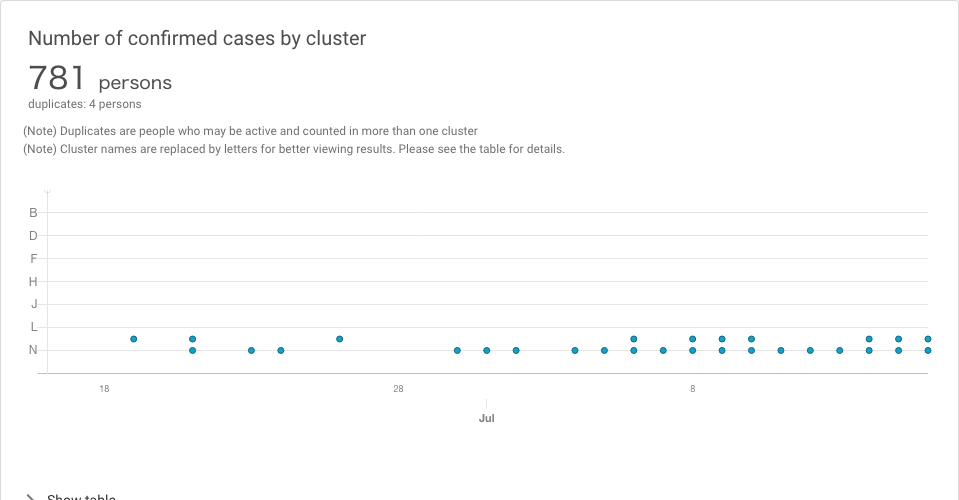 Number of confirmed cases by cluster
781 persons
duplicates: 4 persons
(Note) Duplicates are people who may be active and counted in more than one cluster
(Note) Cluster names are replaced by letters for better viewing results. Please see the table for details.
B
D
F
H
J
L
N
18 28 8
Jul
Show table